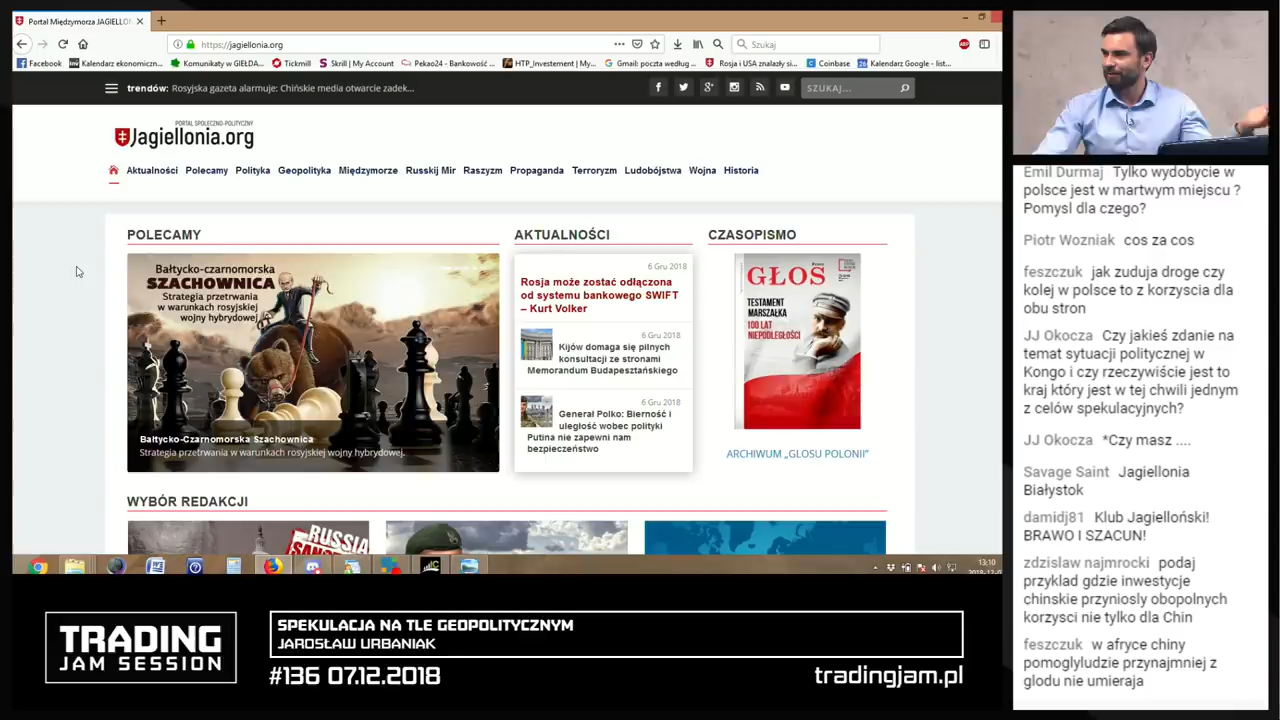 Portal Międzymorza JAGIELLON
https://jagiellonia.org
Szukaj
ABP
Facebook
Kalendarz ekonomiczn...
Komunikaty w GIEŁDA...
Tickmill
Skrill | My Account
Pekao24 - Bankowość ...
HTP_Investement | My...
Gmail: poczta według ...
Rosja i USA znalazły si...
Coinbase
26 Kalendarz Google - list...
trendów: Rosyjska gazeta alarmuje: Chińskie media otwarcie zadek...
SZUKAJ...
PORTAL SPOŁECZNO-POLITYCZNY
Jagiellonia.org
Aktualności Polecamy Polityka Geopolityka Międzymorze Russkij Mir Raszyzm Propaganda Terroryzm Ludobójstwa Wojna Historia
POLECAMY
Bałtycko-czarnomorska
SZACHOWNICA
Strategia przetrwania
w warunkach rosyjskiej
wojny hybrydowej
Bałtycko-Czarnomorska Szachownica
Strategia przetrwania w warunkach rosyjskiej wojny hybrydowej.
AKTUALNOŚCI
6 Gru 2018
Rosja może zostać odłączona
od systemu bankowego SWIFT
– Kurt Volker
6 Gru 2018
Kijów domaga się pilnych
konsultacji ze stronami
Memorandum Budapesztańskiego
6 Gru 2018
Generał Polko: Bierność i
uległość wobec polityki
Putina nie zapewni nam
bezpieczeństwo
CZASOPISMO
GŁOS
TESTAMENT
MARSZAŁKA
100 LAT
NIEPODLEGŁOŚCI
ARCHIWUM „GŁOSU POLONII”
WYBÓR REDAKCJI
RUSSIA
13:10
TRADING
JAM SESSION
SPEKULACJA NA TLE GEOPOLITYCZNYM
JAROSŁAW URBANIAK
#136 07.12.2018
tradingjam.pl
Emil Durmaj Tylko wydobycie w
polsce jest w martwym miejscu ?
Pomysl dla czego?
Piotr Wozniak cos za cos
feszczuk jak zuduja droge czy
kolej w polsce to z korzyscia dla
obu stron
JJ Okocza Czy jakieś zdanie na
temat sytuacji politycznej w
Kongo i czy rzeczywiście jest to
kraj który jest w tej chwili jednym
z celów spekulacyjnych?
JJ Okocza *Czy masz ....
Savage Saint Jagiellonia
Białystok
damidj81 Klub Jagielloński!
BRAWO I SZACUN!
zdzislaw najmrocki podaj
przyklad gdzie inwestycje
chinskie przyniosly obopolnych
korzysci nie tylko dla Chin
feszczuk w afryce chiny
pomoglyludzie przynajmniej z
glodu nie umieraja